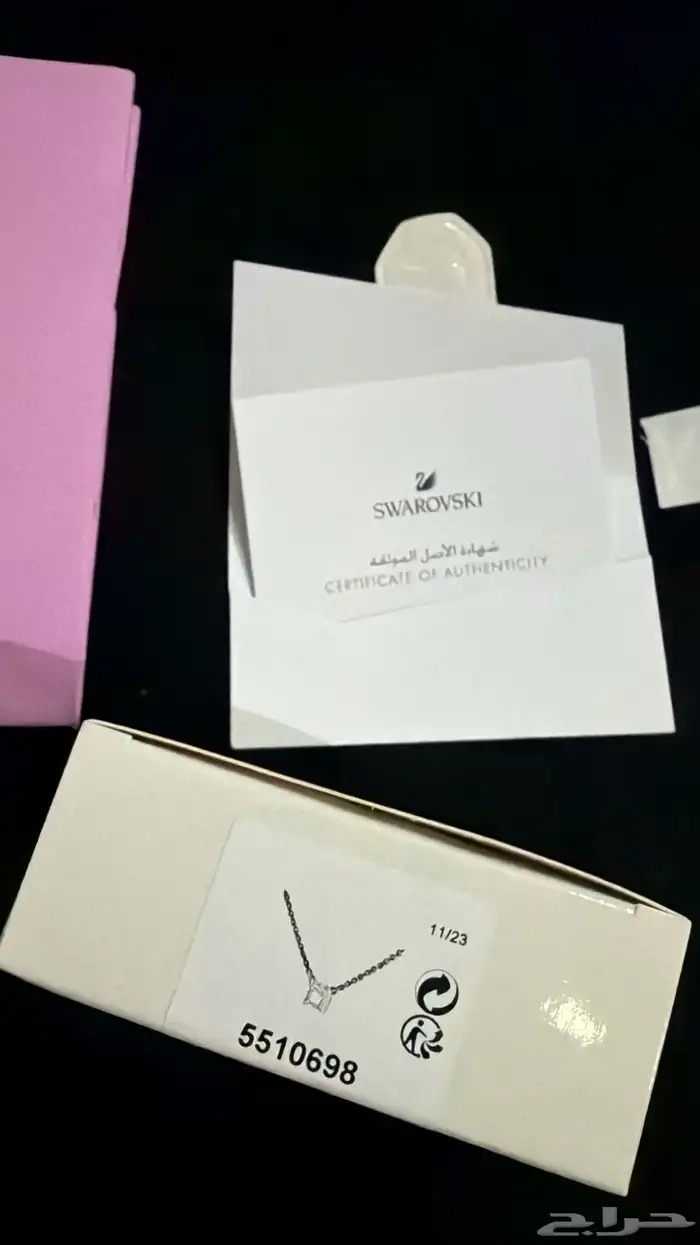 SWAROVSKI
شهادة الأصل الموثقة
CERTIFICATE OF AUTHENTICITY
11/23
5510698
حراج